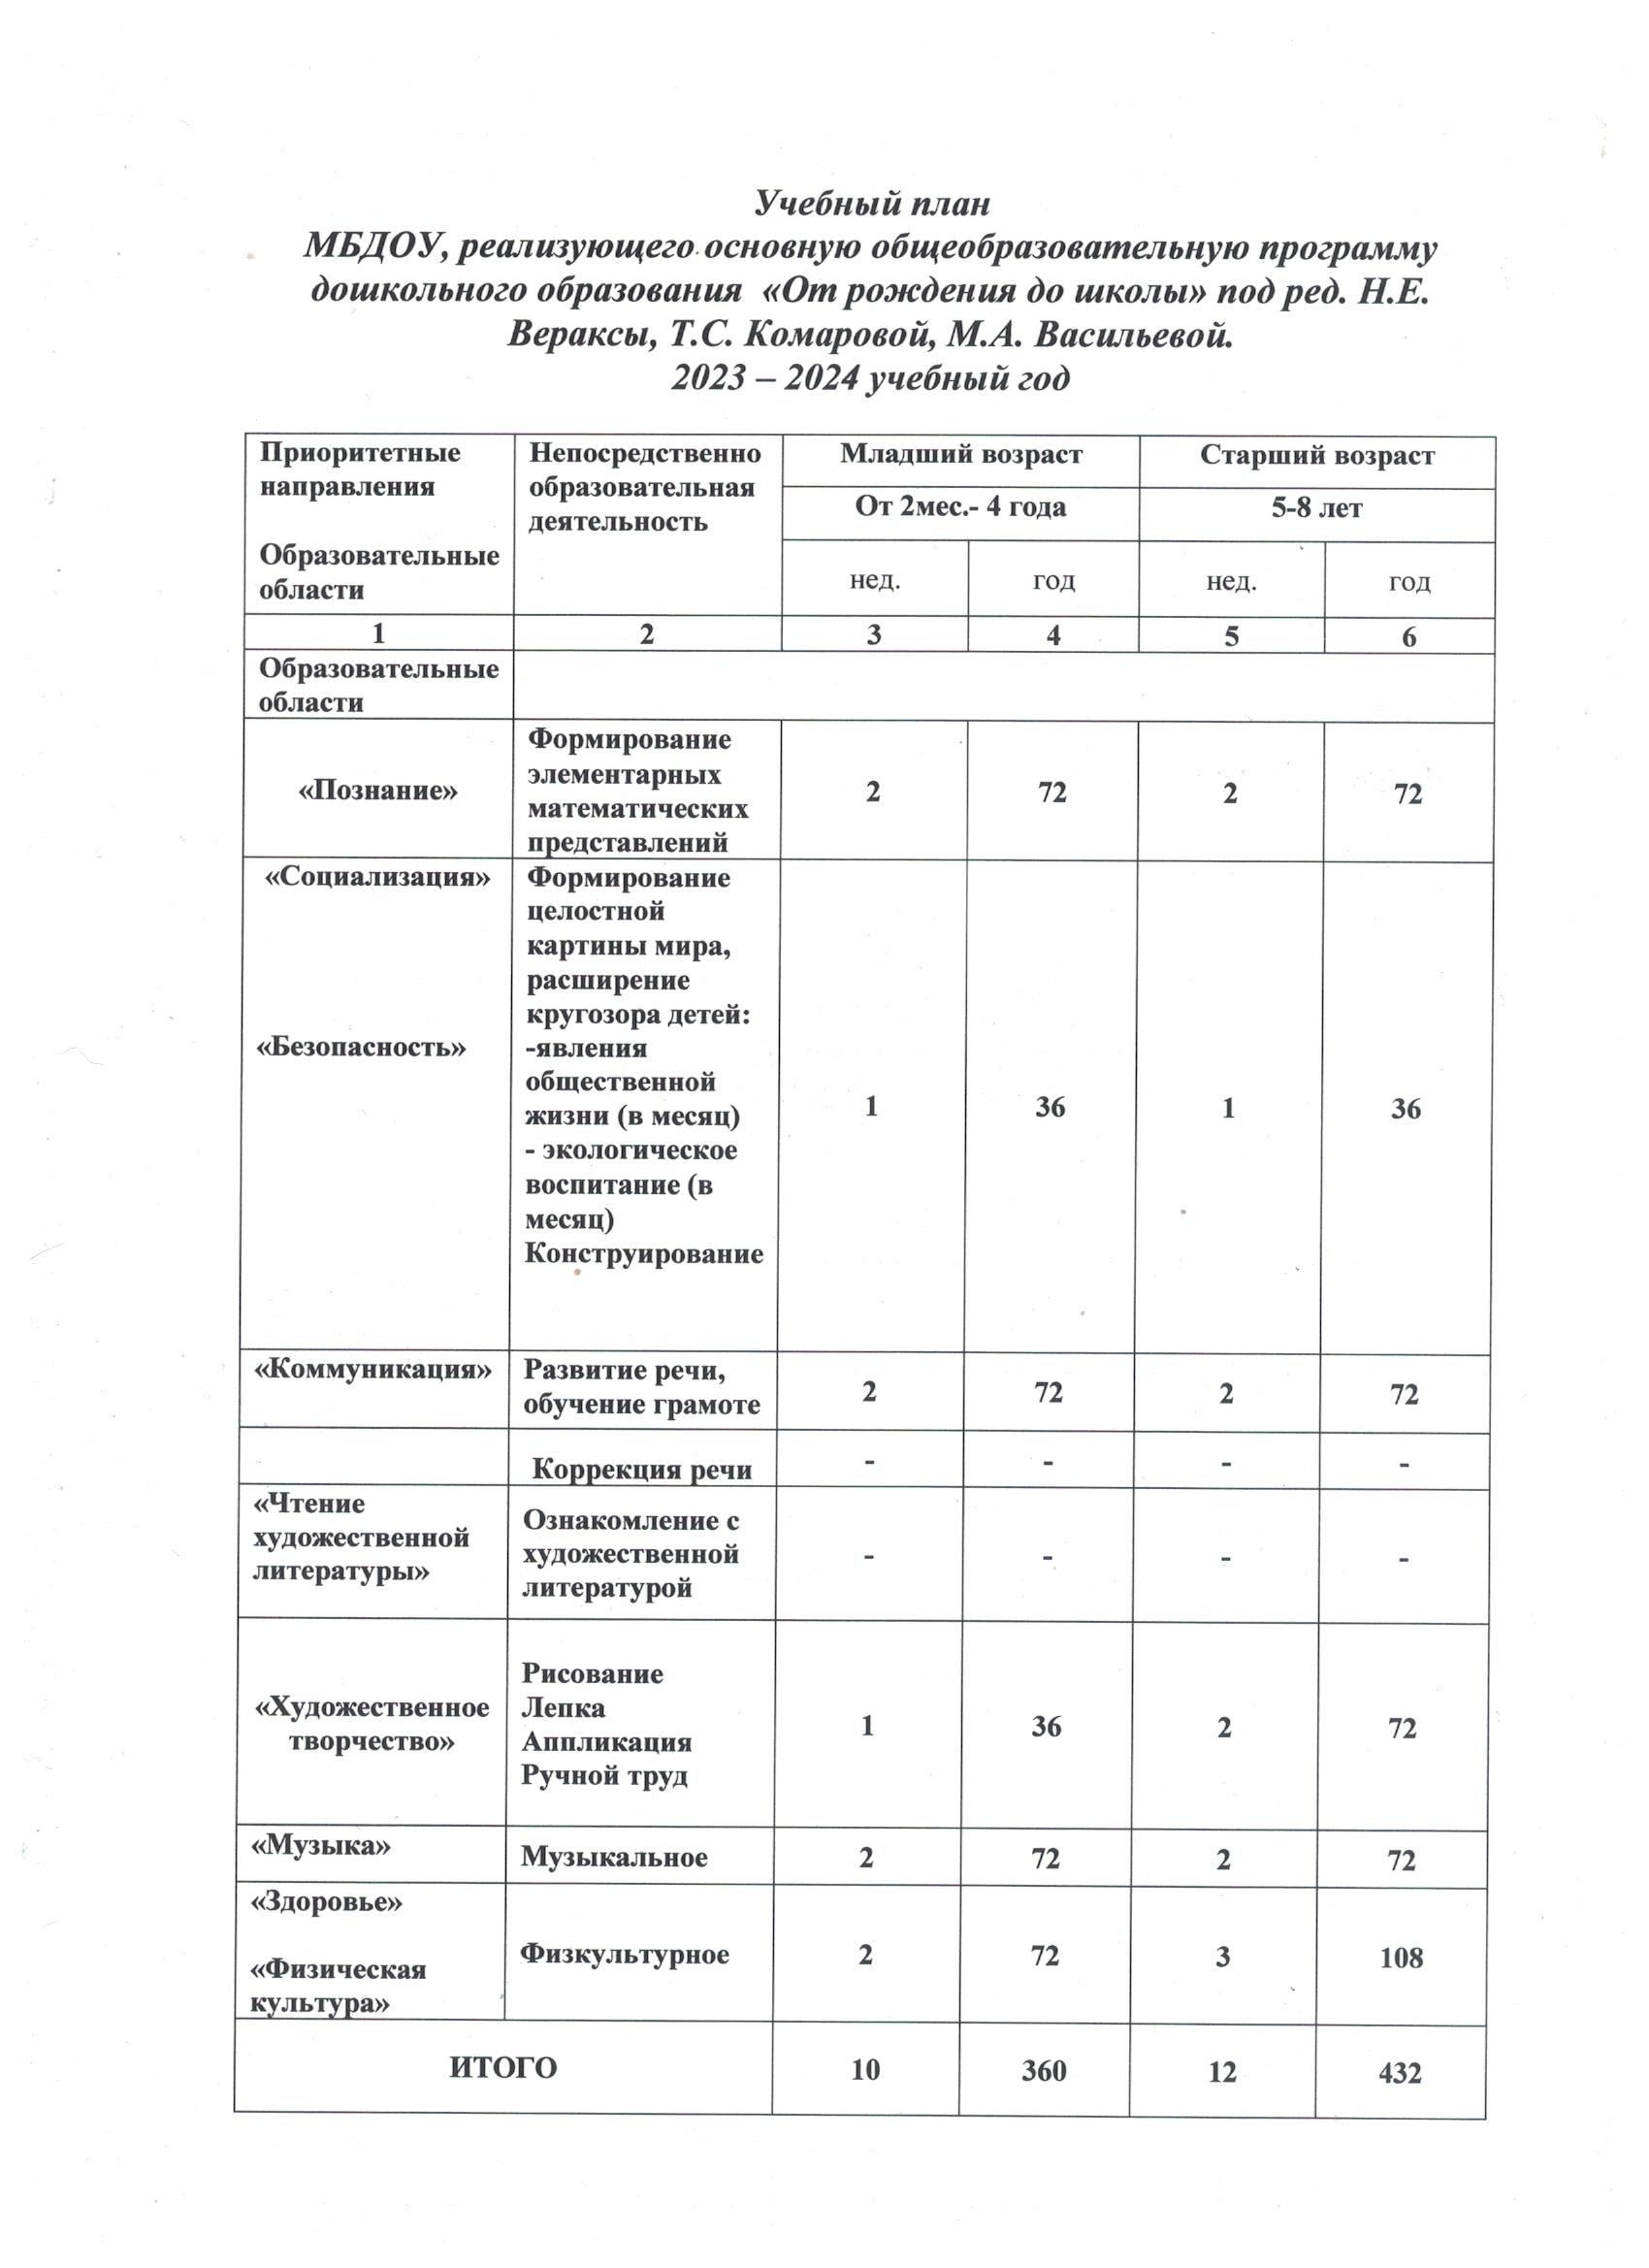 Учебный план
МБДОУ, реализующего основную общеобразовательную программу
дошкольного образования «От рождения до школы» под ред. Н.Е.
Вераксы, Т.С. Комаровой, М.А. Васильевой.
2023 – 2024 учебный год
Приоритетные
направления
Образовательные
области
Непосредственно
образовательная
деятельность
Младший возраст
Старший возраст
От 2мес.- 4 года
5-8 лет
нед.
год
нед.
год
1
2
3
4
5
6
Образовательные
области
«Познание»
Формирование
элементарных
математических
представлений
2
72
2
72
«Социализация»
«Безопасность»
Формирование
целостной
картины мира,
расширение
кругозора детей:
-явления
общественной
жизни (в месяц)
- экологическое
воспитание (в
месяц)
Конструирование
1
36
1
36
«Коммуникация»
Развитие речи,
обучение грамоте
2
72
2
72
Коррекция речи
-
-
-
-
«Чтение
художественной
литературы»
Ознакомление с
художественной
литературой
-
-
-
-
«Художественное
творчество»
Рисование
Лепка
Аппликация
Ручной труд
1
36
2
72
«Музыка»
Музыкальное
2
72
2
72
«Здоровье»
«Физическая
культура»
Физкультурное
2
72
3
108
ИТОГО
10
360
12
432